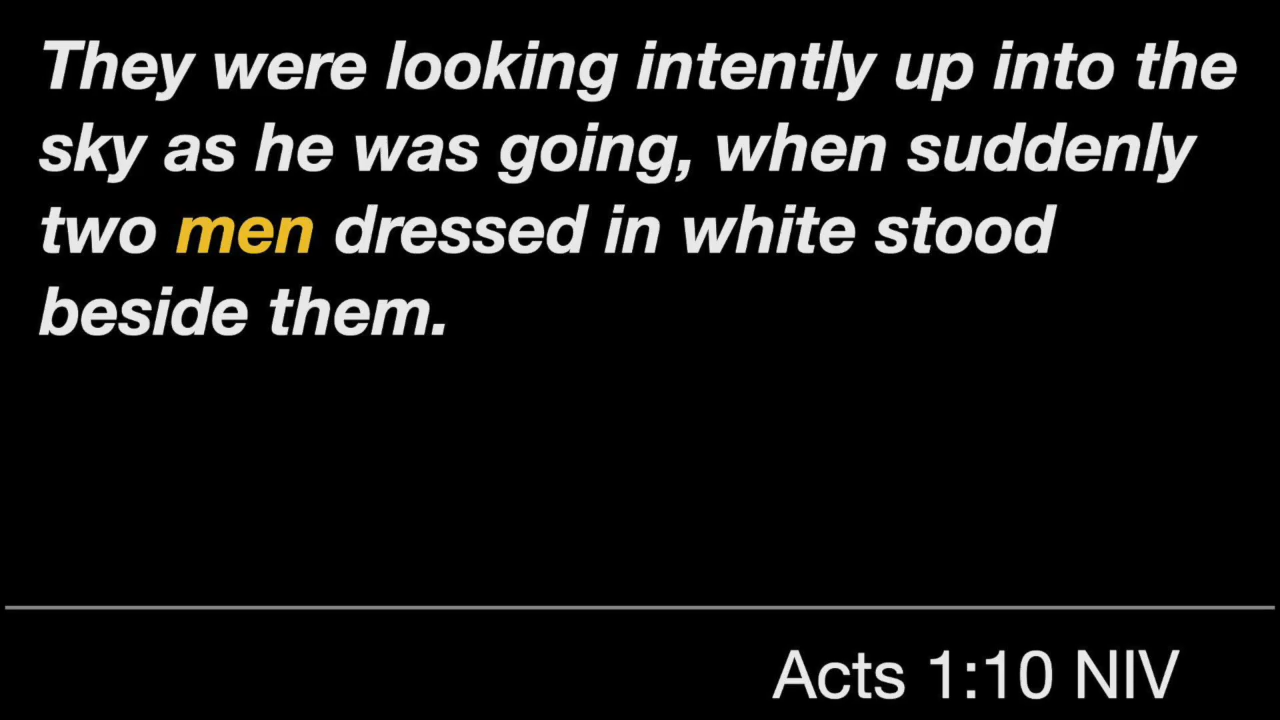 They were looking intently up into the
sky as he was going, when suddenly
two men dressed in white stood
beside them.
Acts 1:10 NIV